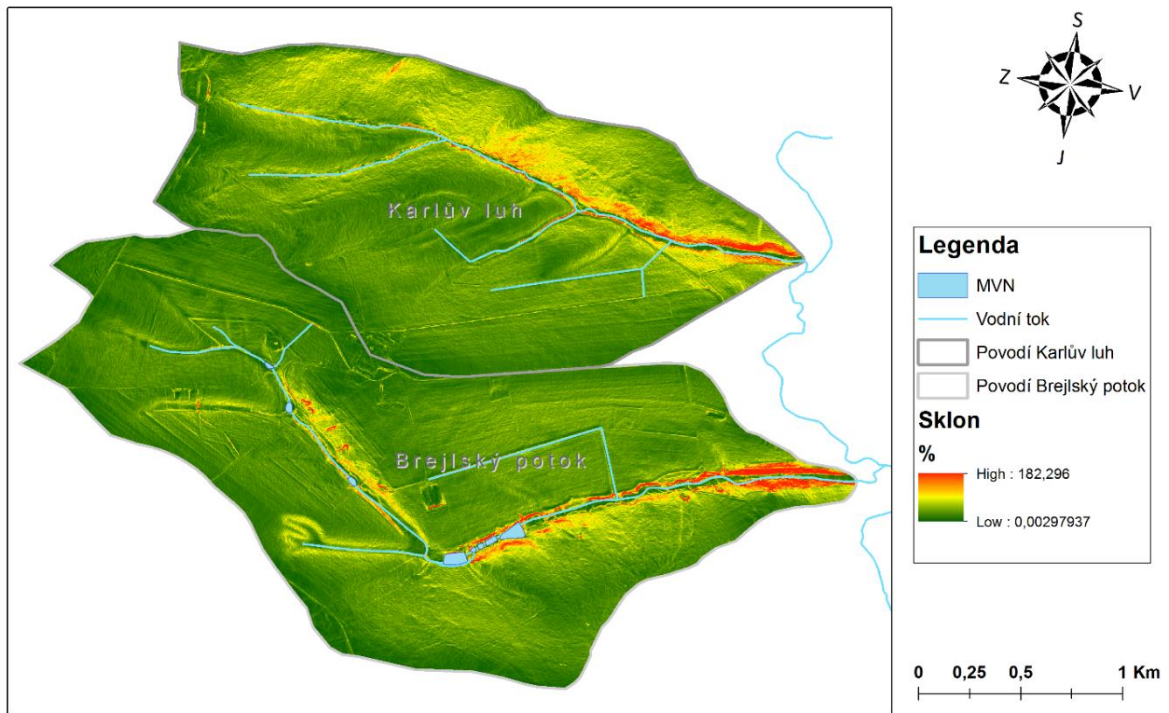 S
Z
V
J
Karlův luh
Brejlský potok
Legenda
MVN
Vodní tok
Povodí Karlův luh
Povodí Brejlský potok
Sklon
%
High : 182,296
Low : 0,00297937
0 0,25 0,5 1 Km